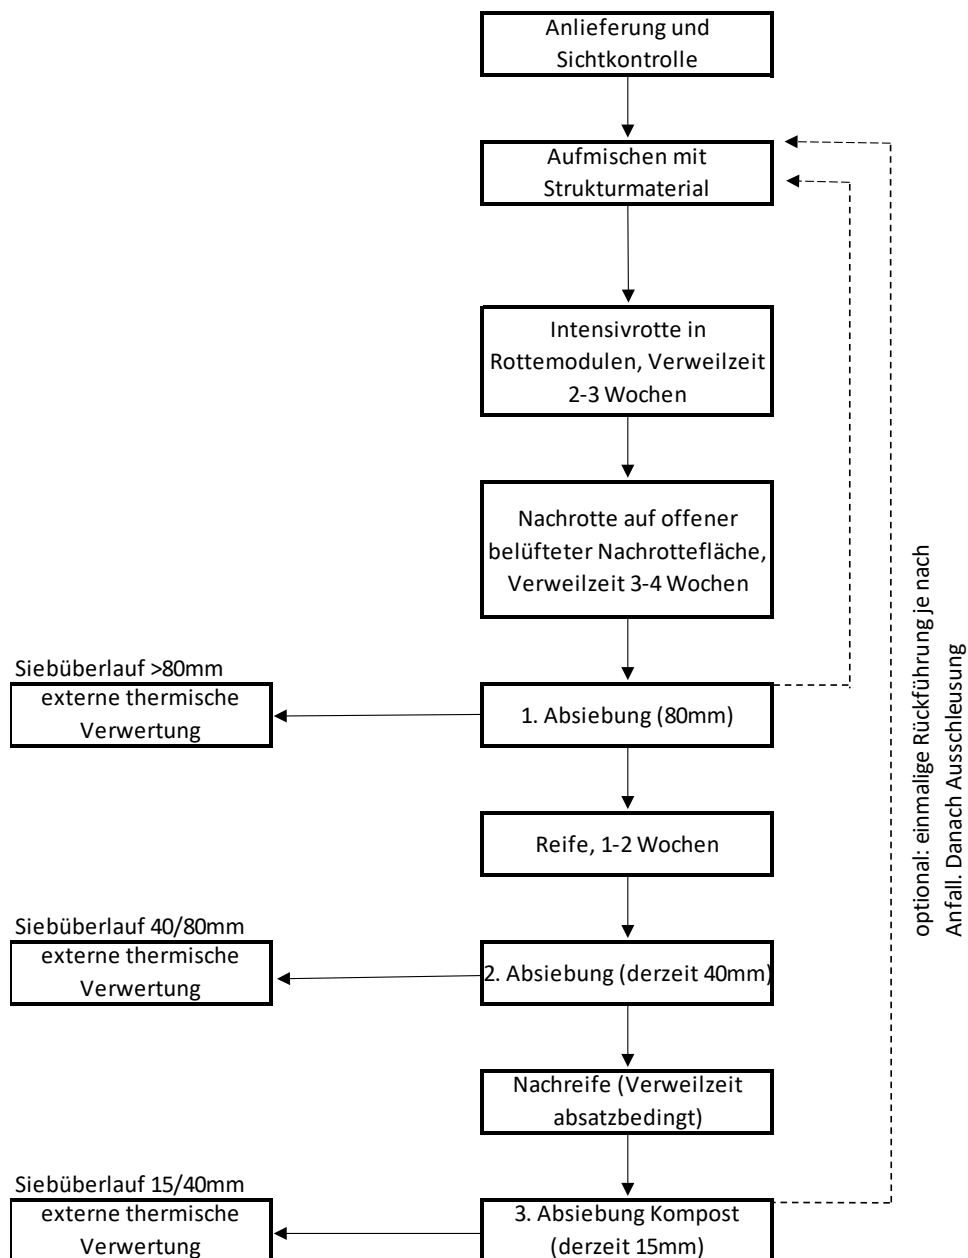 Anlieferung und
Sichtkontrolle
Aufmischen mit
Strukturmaterial
Intensivrotte in
Rottemodulen, Verweilzeit
2-3 Wochen
Nachrotte auf offener
belüfteter Nachrottefläche,
Verweilzeit 3-4 Wochen
Siebüberlauf >80mm
externe thermische
Verwertung
1. Absiebung (80mm)
Reife, 1-2 Wochen
Siebüberlauf 40/80mm
externe thermische
Verwertung
2. Absiebung (derzeit 40mm)
Nachreife (Verweilzeit
absatzbedingt)
Siebüberlauf 15/40mm
externe thermische
Verwertung
3. Absiebung Kompost
(derzeit 15mm)
optional: einmalige Rückführung je nach
Anfall. Danach Ausschleusung